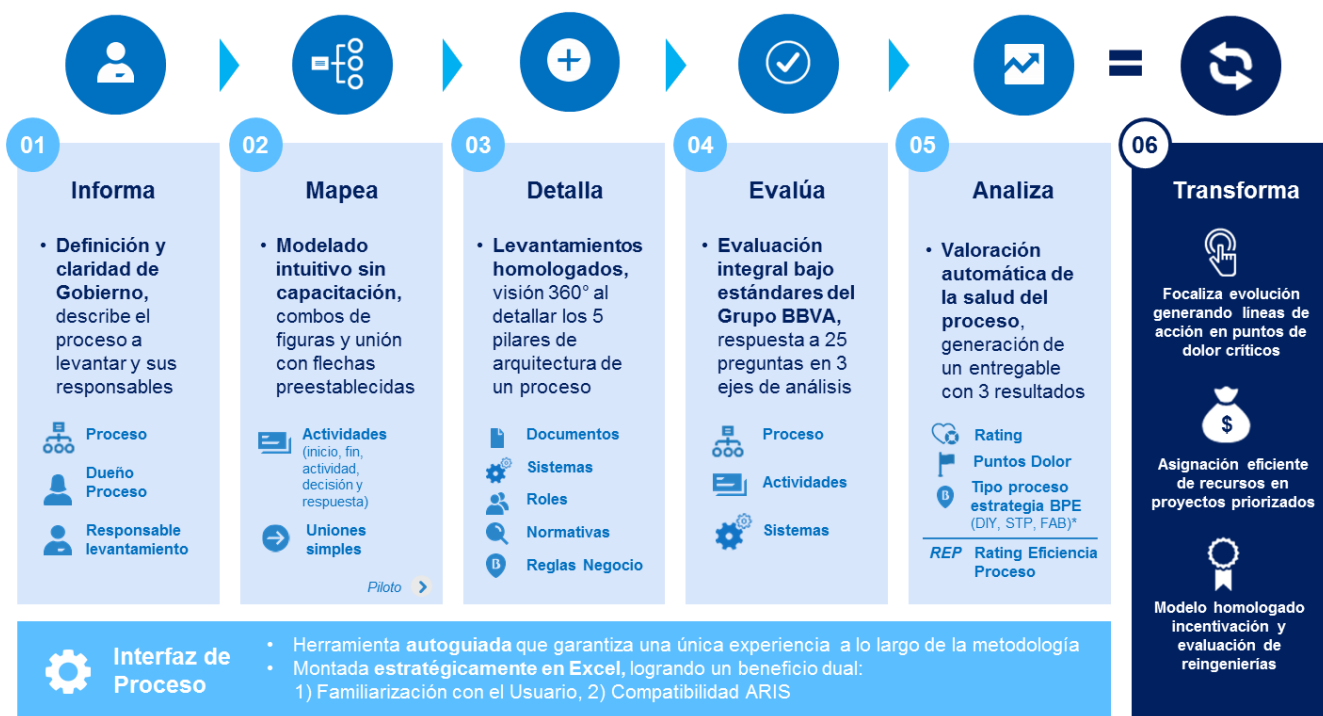 01
Informa
• Definición y
claridad de
Gobierno,
describe el
proceso a
levantar y sus
responsables
Proceso
Dueño
Proceso
Responsable
levantamiento
02
Mapea
• Modelado
intuitivo sin
capacitación,
combos de
figuras y unión
con flechas
preestablecidas
Actividades
(inicio, fin,
actividad,
decisión y
respuesta)
Uniones
simples
Piloto
03
Detalla
• Levantamientos
homologados,
visión 360° al
detallar los 5
pilares de
arquitectura de
un proceso
Documentos
Sistemas
Roles
Normativas
B
Reglas Negocio
04
Evalúa
• Evaluación
integral bajo
estándares del
Grupo BBVA,
respuesta a 25
preguntas en 3
ejes de análisis
Proceso
Actividades
Sistemas
05
Analiza
• Valoración
automática de
la salud del
proceso,
generación de
un entregable
con 3 resultados
Rating
Puntos Dolor
B
Tipo proceso
estrategia BPE
(DIY, STP, FAB)*
REP Rating Eficiencia
Proceso
06
Transforma
Focaliza evolución
generando líneas de
acción en puntos de
dolor críticos
$
Asignación eficiente
de recursos en
proyectos priorizados
Modelo homologado
incentivación y
evaluación de
reingenierías
Interfaz de
Proceso
• Herramienta autoguiada que garantiza una única experiencia a lo largo de la metodología
• Montada estratégicamente en Excel, logrando un beneficio dual:
1) Familiarización con el Usuario, 2) Compatibilidad ARIS